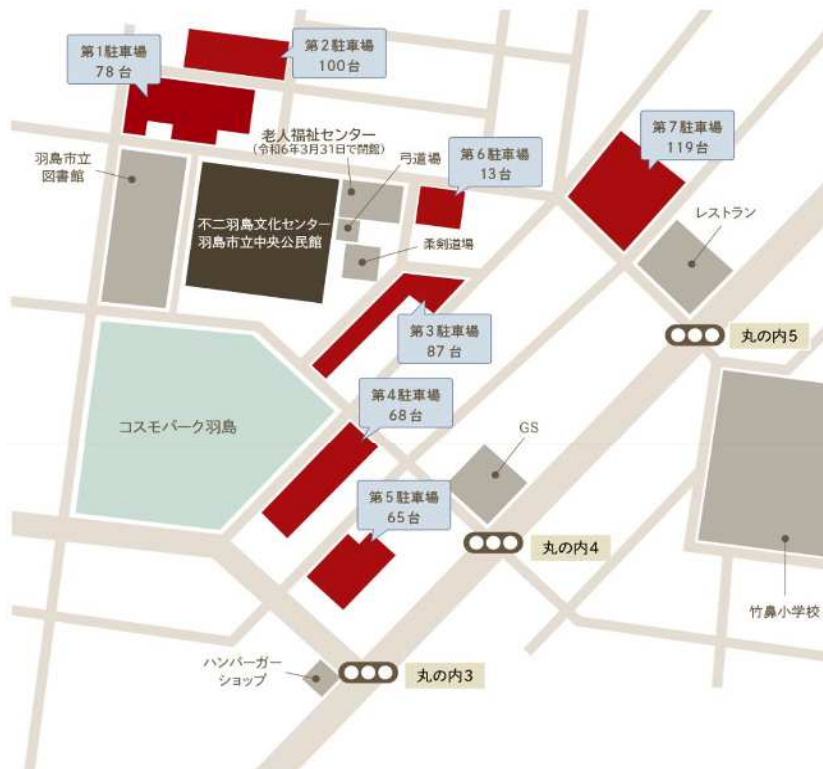 第2駐車場
100台
第1駐車場
78台
第7駐車場
119台
老人福祉センター
(令和6年3月31日で閉館)
弓道場
第6駐車場
13台
羽島市立
図書館
レストラン
不二羽島文化センター
羽島市立中央公民館
柔剣道場
第3駐車場
87台
丸の内5
第4駐車場
68台
コスモパーク羽島
GS
第5駐車場
65台
丸の内4
竹鼻小学校
ハンバーガー
ショップ
丸の内3